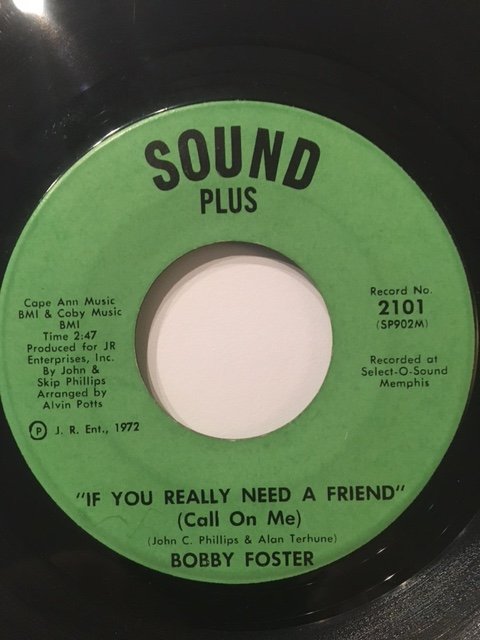 SOUND
PLUS
Cape Ann Music
BMI & Coby Music
BMI
Time 2:47
Produced for JR
Enterprises, Inc.
By John &
Skip Phillips
Arranged by
Alvin Potts
Ⓟ J. R. Ent., 1972
Record No.
2101
(SP902M)
Recorded at
Select-O-Sound
Memphis
"IF YOU REALLY NEED A FRIEND"
(Call On Me)
(John C. Phillips & Alan Terhune)
BOBBY FOSTER